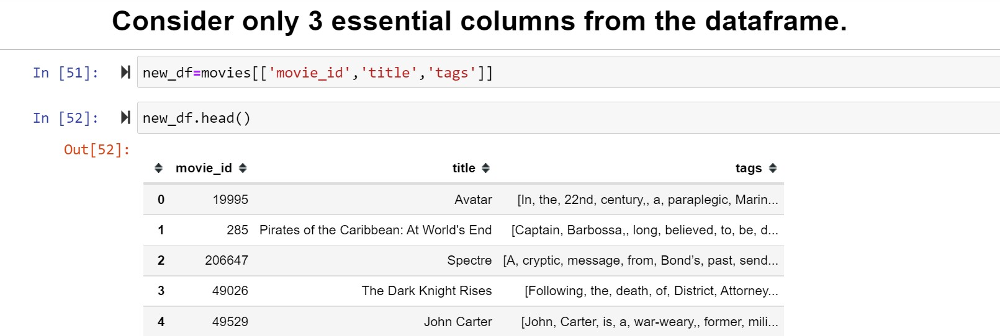 Consider only 3 essential columns from the dataframe.
In [51]: new_df=movies[['movie_id','title','tags']]
In [52]: new_df.head()
Out[52]:
movie_id title tags
0 19995 Avatar [In, the, 22nd, century,, a, paraplegic, Marin...
1 285 Pirates of the Caribbean: At World's End [Captain, Barbossa,, long, believed, to, be, d...
2 206647 Spectre [A, cryptic, message, from, Bond’s, past, send...
3 49026 The Dark Knight Rises [Following, the, death, of, District, Attorney...
4 49529 John Carter [John, Carter, is, a, war-weary,, former, mili...